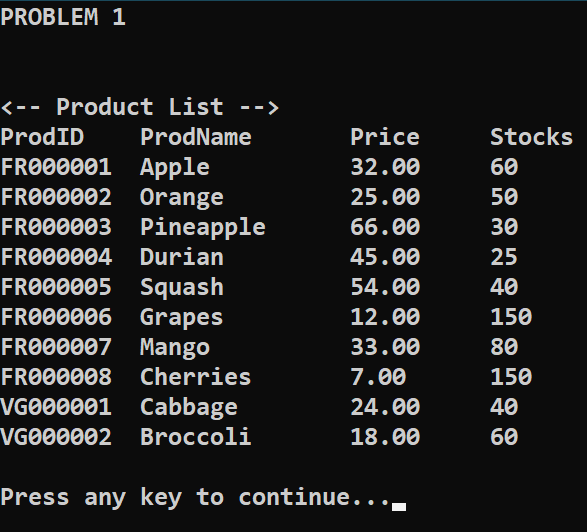 PROBLEM 1
<-- Product List -->
ProdID  ProdName       Price     Stocks
FR000001  Apple          32.00     60
FR000002  Orange         25.00     50
FR000003  Pineapple      66.00     30
FR000004  Durian         45.00     25
FR000005  Squash         54.00     40
FR000006  Grapes         12.00     150
FR000007  Mango          33.00     80
FR000008  Cherries       7.00      150
VG000001  Cabbage        24.00     40
VG000002  Broccoli       18.00     60
Press any key to continue...